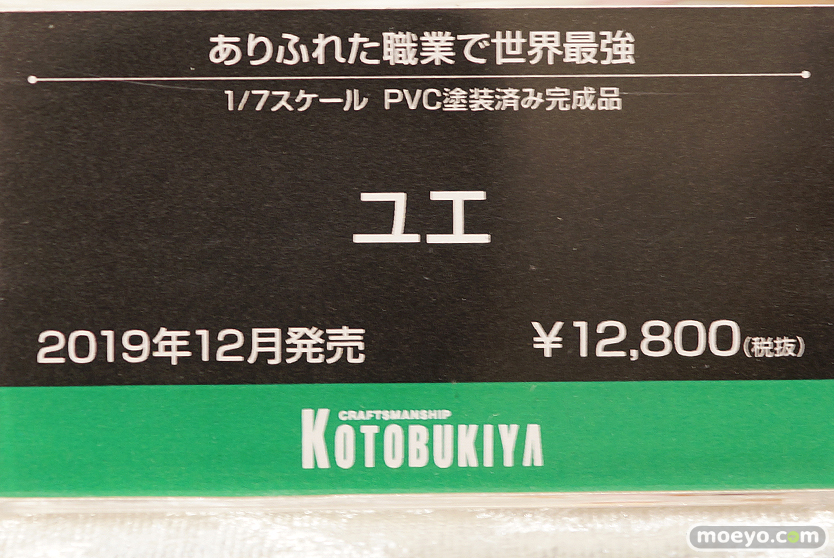 ありふれた職業で世界最強
1/7スケール PVC塗装済み完成品
ユエ
2019年12月発売
¥12,800(税抜)
CRAFTSMANSHIP
KOTOBUKIYA
moeyo.com